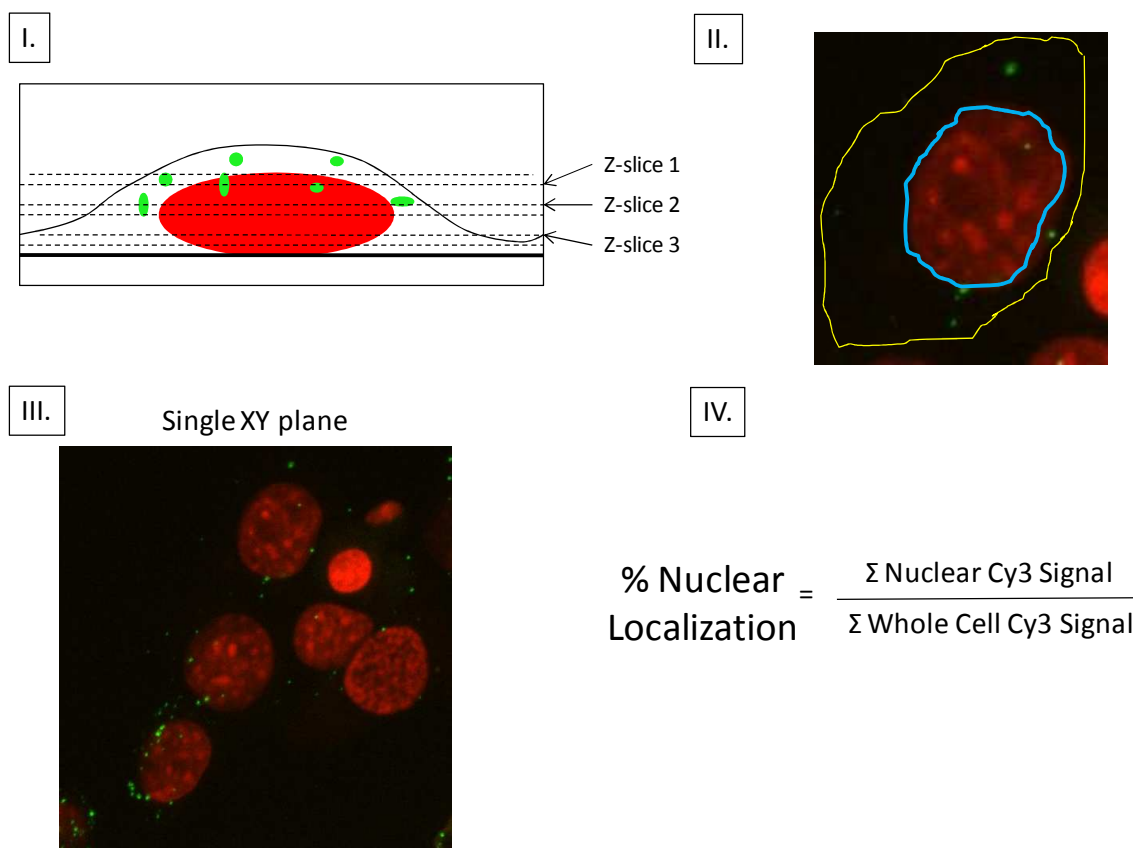 I.
Z-slice 1
Z-slice 2
Z-slice 3
II.
III.
Single XY plane
IV.
% Nuclear
Localization
=
Σ Nuclear Cy3 Signal
Σ Whole Cell Cy3 Signal